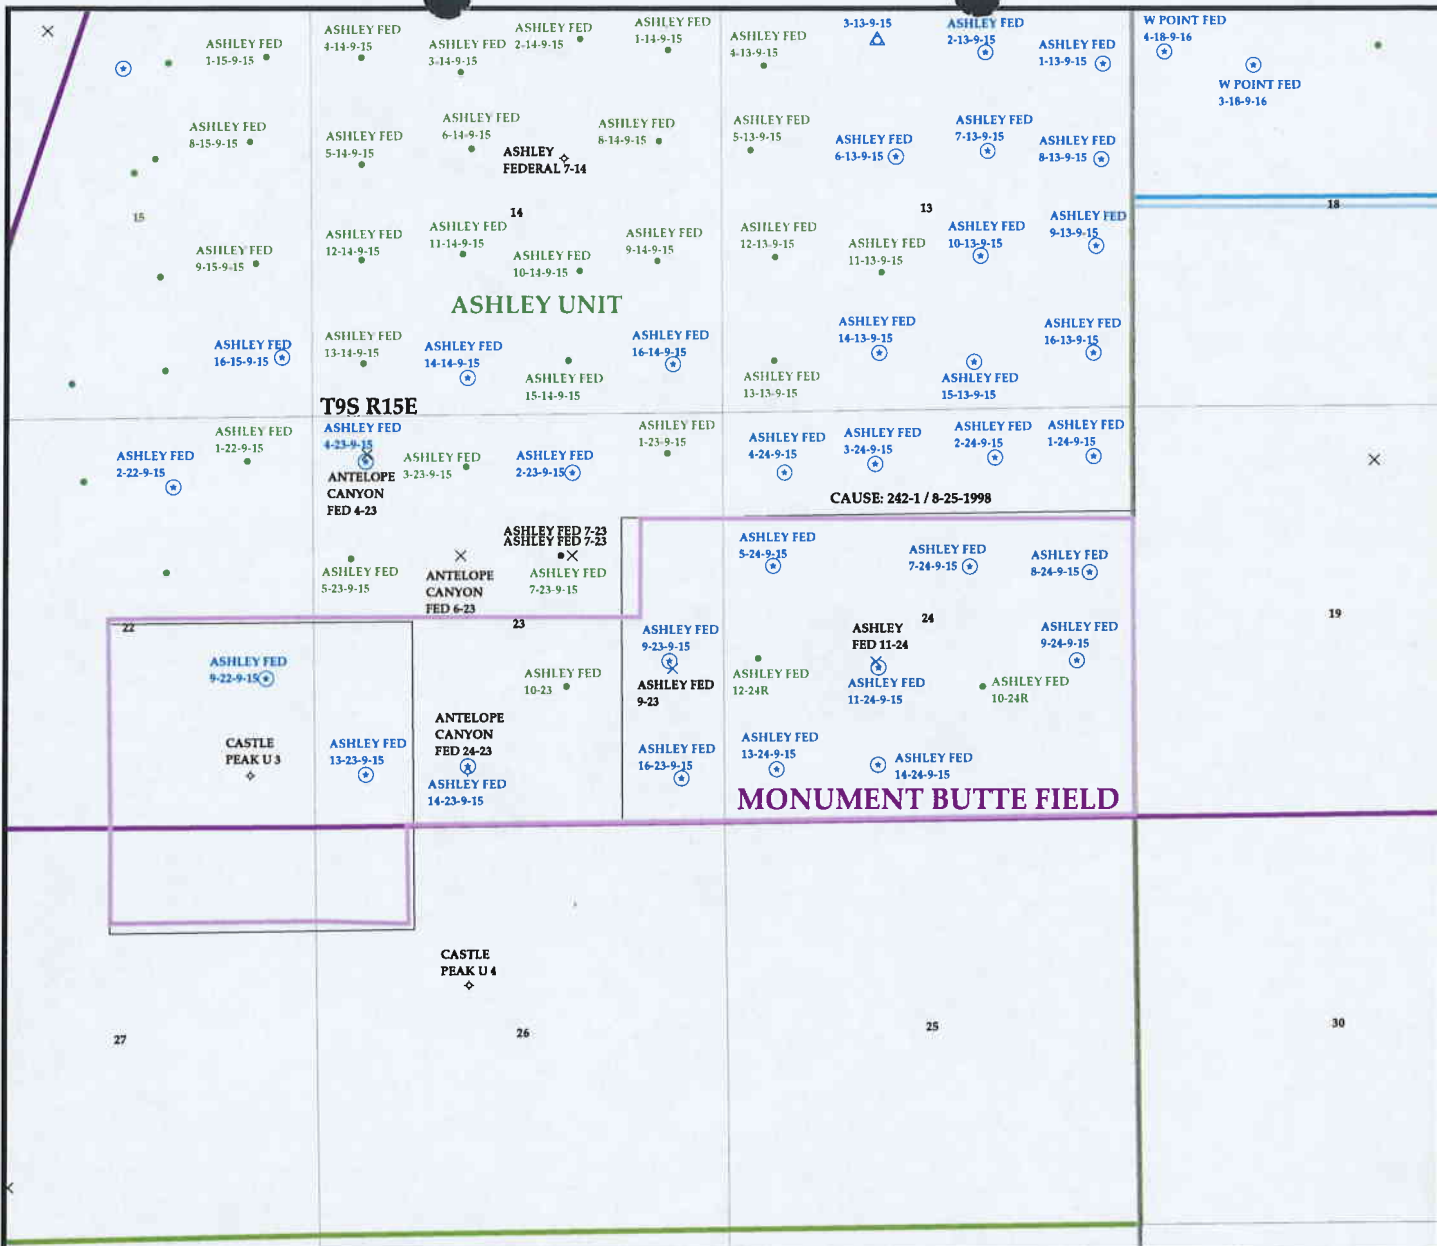 ASHLEY FED
1-15-9-15
ASHLEY FED
4-14-9-15
ASHLEY FED
3-14-9-15
ASHLEY FED
2-14-9-15
ASHLEY FED
1-14-9-15
ASHLEY FED
4-13-9-15
3-13-9-15
ASHLEY FED
2-13-9-15
ASHLEY FED
1-13-9-15
W POINT FED
4-18-9-16
W POINT FED
3-18-9-16
ASHLEY FED
8-15-9-15
ASHLEY FED
5-14-9-15
ASHLEY FED
6-14-9-15
ASHLEY
FEDERAL 7-14
ASHLEY FED
8-14-9-15
ASHLEY FED
5-13-9-15
ASHLEY FED
6-13-9-15
ASHLEY FED
7-13-9-15
ASHLEY FED
8-13-9-15
15
14
13
18
ASHLEY FED
9-15-9-15
ASHLEY FED
12-14-9-15
ASHLEY FED
11-14-9-15
ASHLEY FED
10-14-9-15
ASHLEY FED
9-14-9-15
ASHLEY FED
12-13-9-15
ASHLEY FED
11-13-9-15
ASHLEY FED
10-13-9-15
ASHLEY FED
9-13-9-15
ASHLEY UNIT
ASHLEY FED
16-15-9-15
ASHLEY FED
13-14-9-15
ASHLEY FED
14-14-9-15
ASHLEY FED
15-14-9-15
ASHLEY FED
16-14-9-15
ASHLEY FED
13-13-9-15
ASHLEY FED
14-13-9-15
ASHLEY FED
15-13-9-15
ASHLEY FED
16-13-9-15
T9S R15E
ASHLEY FED
2-22-9-15
ASHLEY FED
1-22-9-15
ASHLEY FED
4-23-9-15
ANTELOPE
CANYON
FED 4-23
ASHLEY FED
3-23-9-15
ASHLEY FED
2-23-9-15
ASHLEY FED
1-23-9-15
ASHLEY FED
4-24-9-15
ASHLEY FED
3-24-9-15
ASHLEY FED
2-24-9-15
ASHLEY FED
1-24-9-15
CAUSE: 242-1 / 8-25-1998
ASHLEY FED 7-23
ASHLEY FED 7-23
ASHLEY FED
5-23-9-15
ANTELOPE
CANYON
FED 6-23
ASHLEY FED
7-23-9-15
ASHLEY FED
5-24-9-15
ASHLEY FED
7-24-9-15
ASHLEY FED
8-24-9-15
22
23
24
19
ASHLEY FED
9-22-9-15
ASHLEY FED
10-23
ASHLEY FED
9-23-9-15
ASHLEY FED
9-23
ASHLEY FED
12-24R
ASHLEY
FED 11-24
ASHLEY FED
11-24-9-15
ASHLEY FED
10-24R
ASHLEY FED
9-24-9-15
CASTLE
PEAK U 3
ASHLEY FED
13-23-9-15
ANTELOPE
CANYON
FED 24-23
ASHLEY FED
14-23-9-15
ASHLEY FED
16-23-9-15
ASHLEY FED
13-24-9-15
ASHLEY FED
14-24-9-15
MONUMENT BUTTE FIELD
CASTLE
PEAK U 4
27
26
25
30